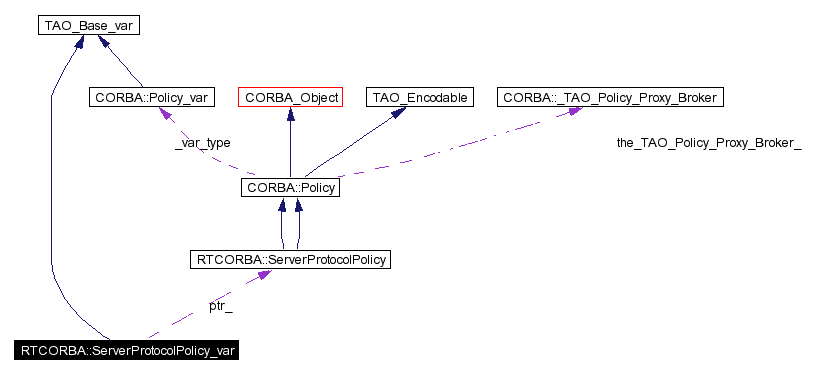 TAO_Base_var
CORBA::Policy_var
CORBA_Object
TAO_Encodable
CORBA::_TAO_Policy_Proxy_Broker
_var_type
the_TAO_Policy_Proxy_Broker_
CORBA::Policy
RTCORBA::ServerProtocolPolicy
ptr_
RTCORBA::ServerProtocolPolicy_var